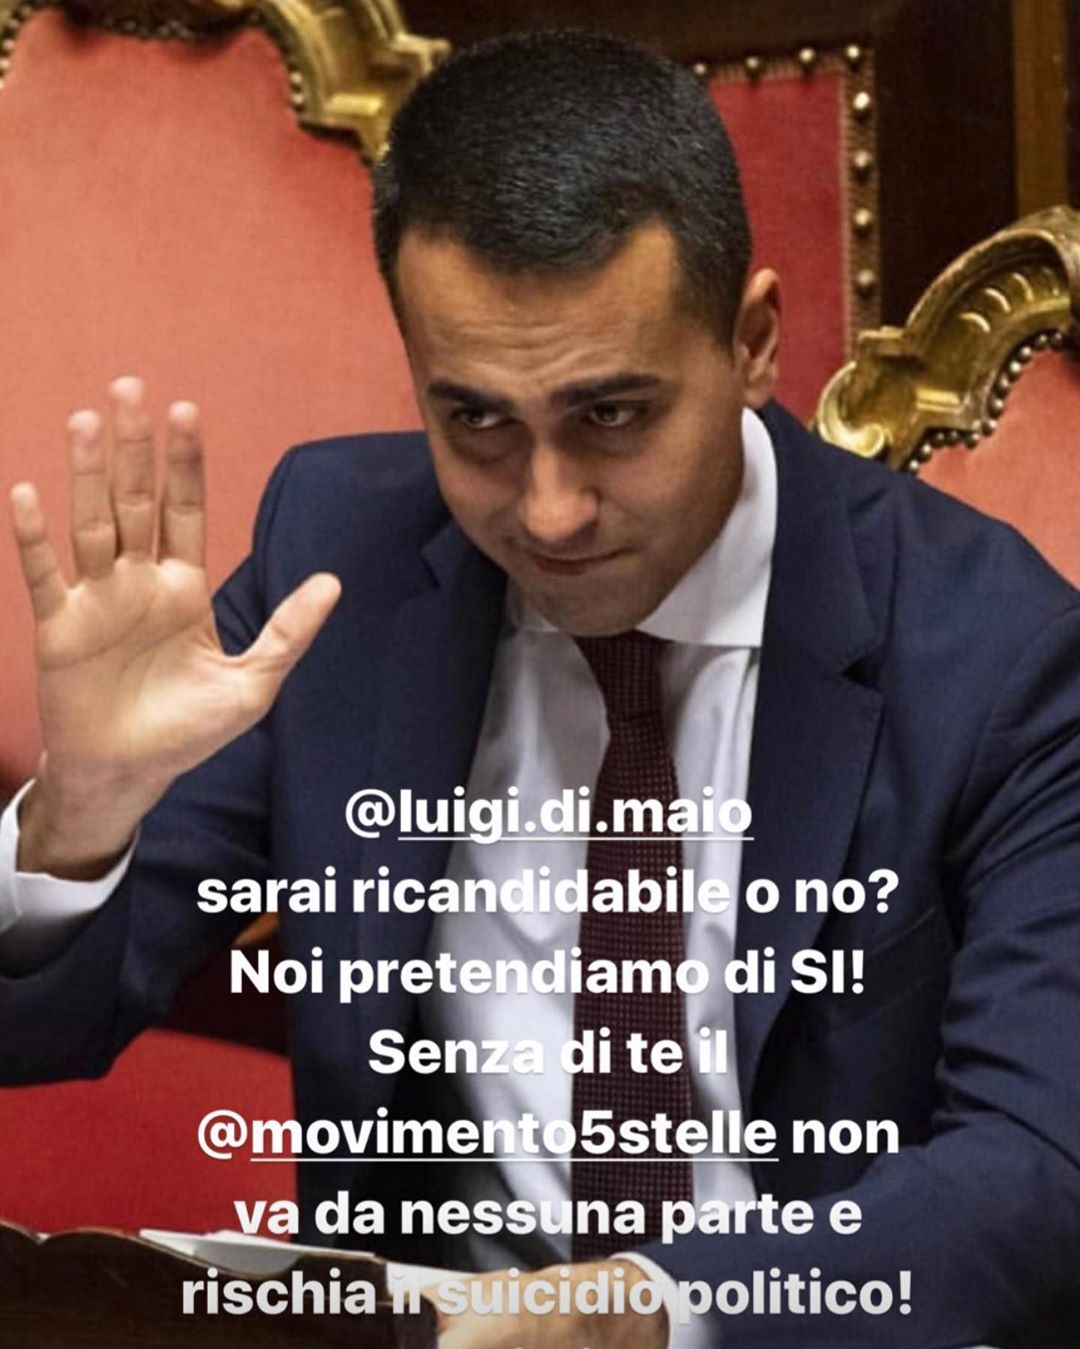 @luigi.di.maio
sarai ricandidabile o no?
Noi pretendiamo di SI!
Senza di te il
@movimento5stelle non
va da nessuna parte e
rischia il suicidio politico!